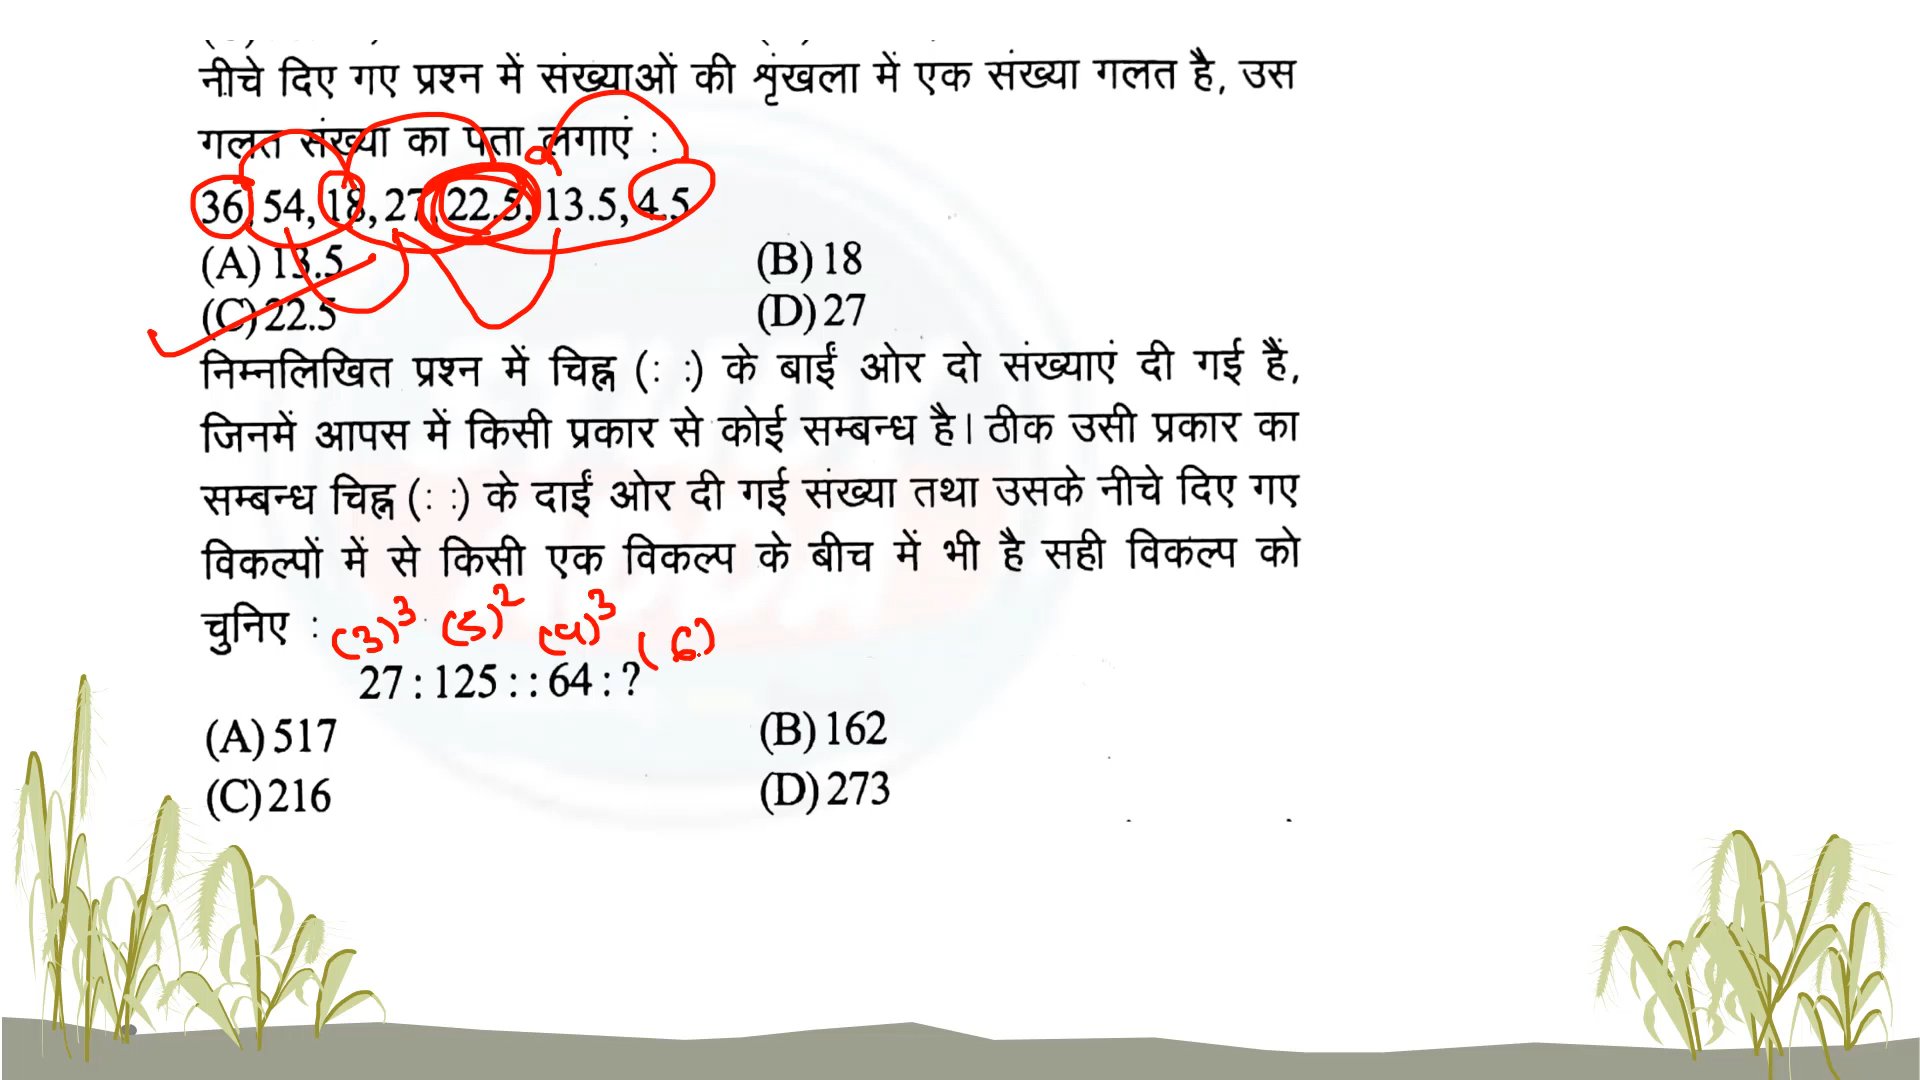 नीचे दिए गए प्रश्न में संख्याओं की शृंखला में एक संख्या गलत है, उस
गलत संख्या का पता लगाएं :
36, 54, 18, 27, 22.5, 13.5, 4.5
(A) 13.5 (B) 18
(C) 22.5 (D) 27
निम्नलिखित प्रश्न में चिह्न (: :) के बाईं ओर दो संख्याएं दी गई हैं,
जिनमें आपस में किसी प्रकार से कोई सम्बन्ध है। ठीक उसी प्रकार का
सम्बन्ध चिह्न (: :) के दाईं ओर दी गई संख्या तथा उसके नीचे दिए गए
विकल्पों में से किसी एक विकल्प के बीच में भी है सही विकल्प को
चुनिए :
(3)³ (5)² (4)³ (6)
27 : 125 : : 64 : ?
(A) 517 (B) 162
(C) 216 (D) 273